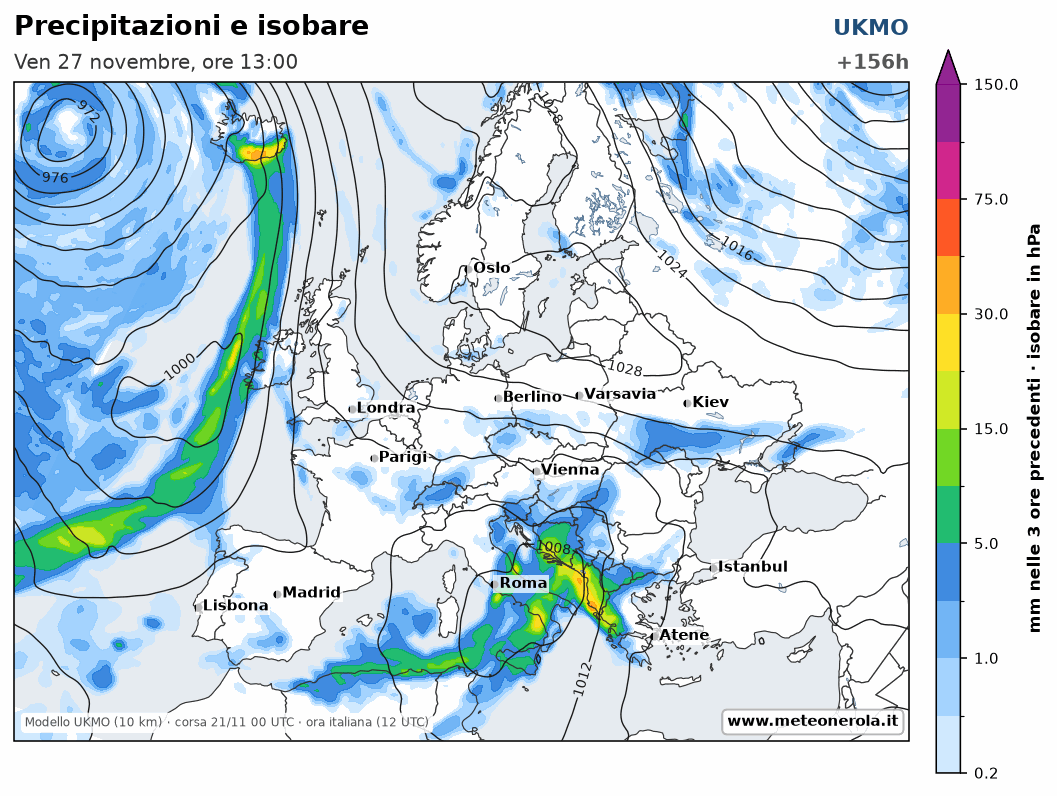 Precipitazioni e isobare
UKMO
Ven 27 novembre, ore 13:00
+156h
972
976
1028
1016
1024
1000
1028
Oslo
Londra
Berlino
Varsavia
Kiev
Parigi
Vienna
1008
Roma
Istanbul
Madrid
Lisbona
Atene
1012
Modello UKMO (10 km) · corsa 21/11 00 UTC · ora italiana (12 UTC)
www.meteonerola.it
150.0
75.0
30.0
15.0
5.0
1.0
0.2
mm nelle 3 ore precedenti · isobare in hPa